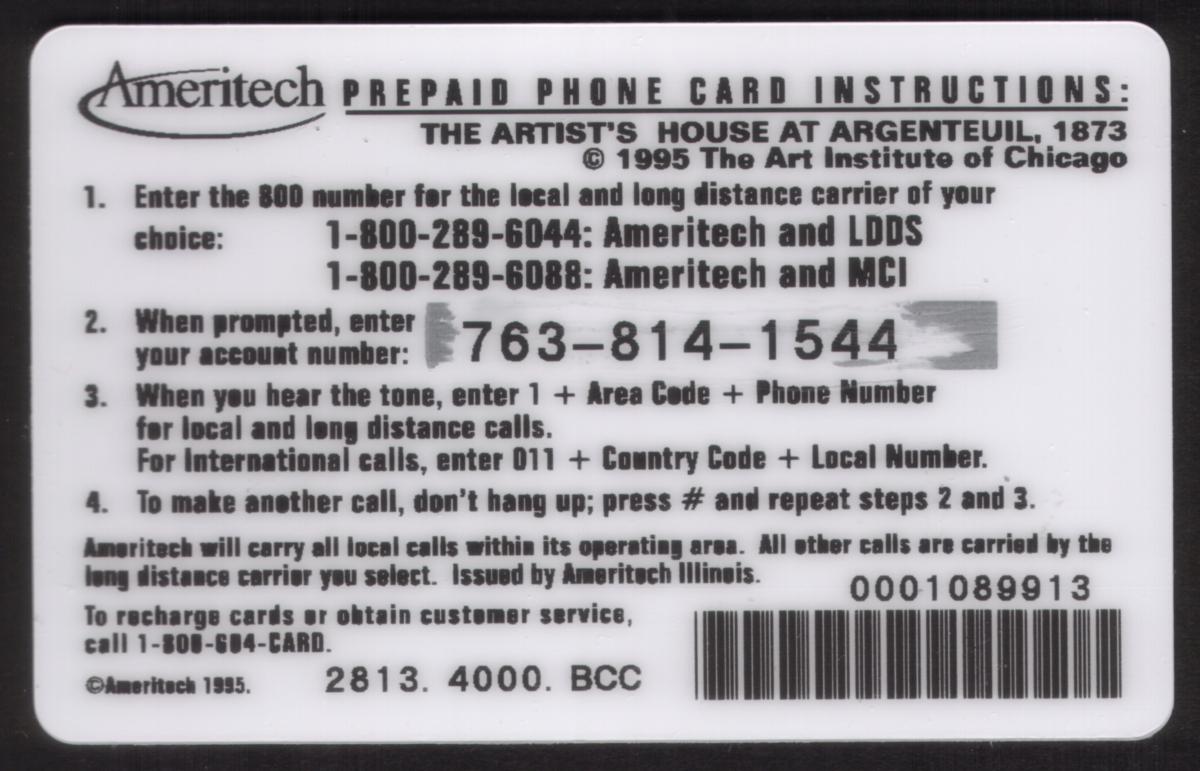 Ameritech PREPAID PHONE CARD INSTRUCTIONS:
THE ARTIST'S HOUSE AT ARGENTEUIL, 1873
© 1995 The Art Institute of Chicago
1. Enter the 800 number for the local and long distance carrier of your
choice: 1-800-289-6044: Ameritech and LDDS
1-800-289-6088: Ameritech and MCI
2. When prompted, enter
your account number: 763-814-1544
3. When you hear the tone, enter 1 + Area Code + Phone Number
for local and long distance calls.
For International calls, enter 011 + Country Code + Local Number.
4. To make another call, don't hang up; press # and repeat steps 2 and 3.
Ameritech will carry all local calls within its operating area. All other calls are carried by the
long distance carrier you select. Issued by Ameritech Illinois.
0001089913
To recharge cards or obtain customer service,
call 1-800-604-CARD.
©Ameritech 1995. 2813. 4000. BCC